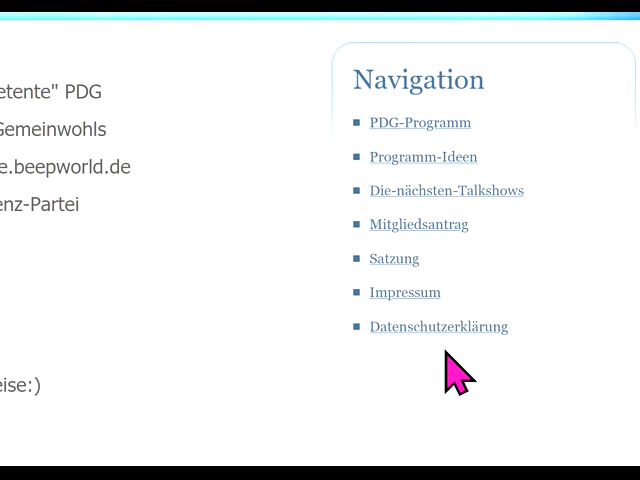 etente" PDG
Gemeinwohls
e.beepworld.de
enz-Partei
eise:)
Navigation
PDG-Programm
Programm-Ideen
Die-nächsten-Talkshows
Mitgliedsantrag
Satzung
Impressum
Datenschutzerklärung